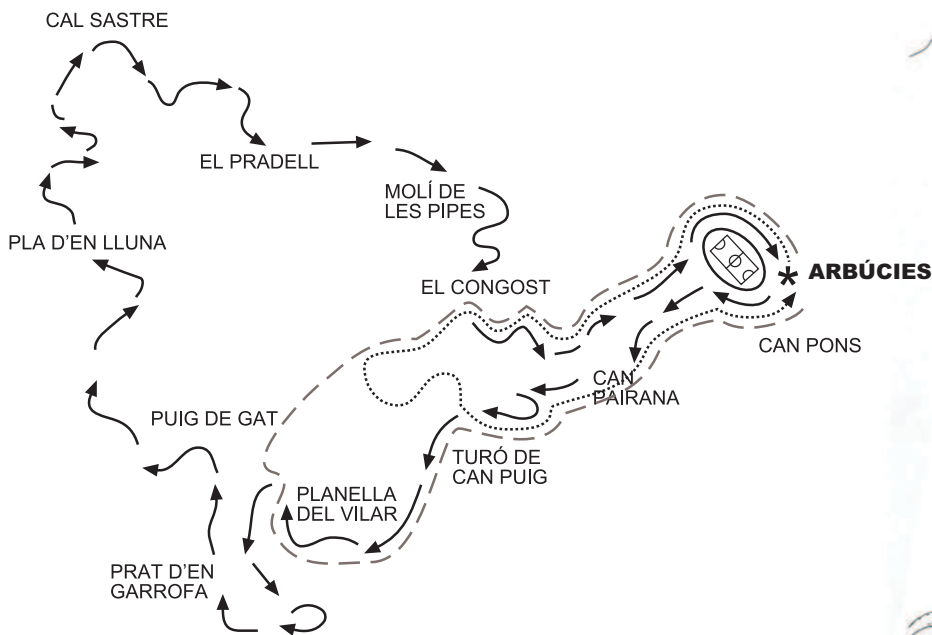 CAL SASTRE
EL PRADELL
MOLÍ DE
LES PIPES
PLA D'EN LLUNA
EL CONGOST
ARBÚCIES
CAN PONS
CAN
PAIRANA
PUIG DE GAT
TURÓ DE
CAN PUIG
PLANELLA
DEL VILAR
PRAT D'EN
GARROFA